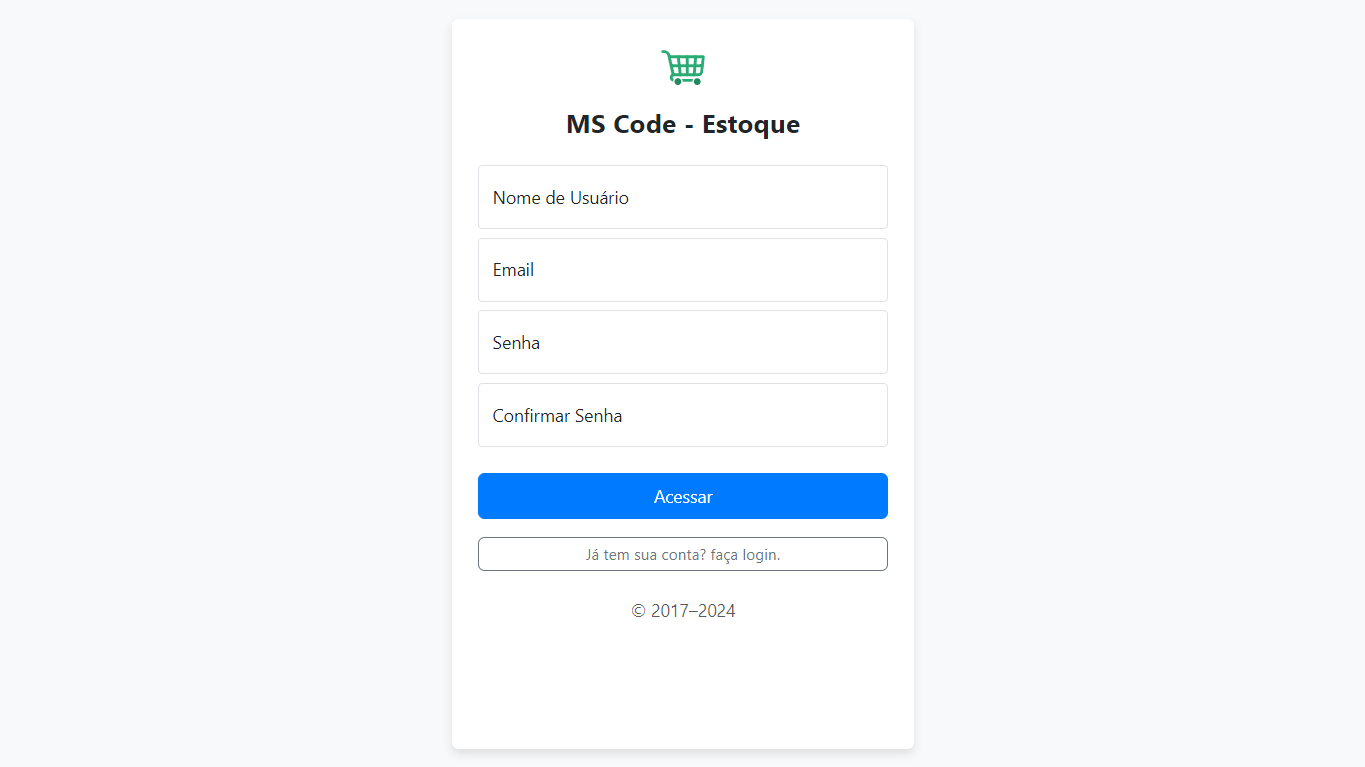 MS Code - Estoque
Nome de Usuário
Email
Senha
Confirmar Senha
Acessar
Já tem sua conta? faça login.
© 2017–2024